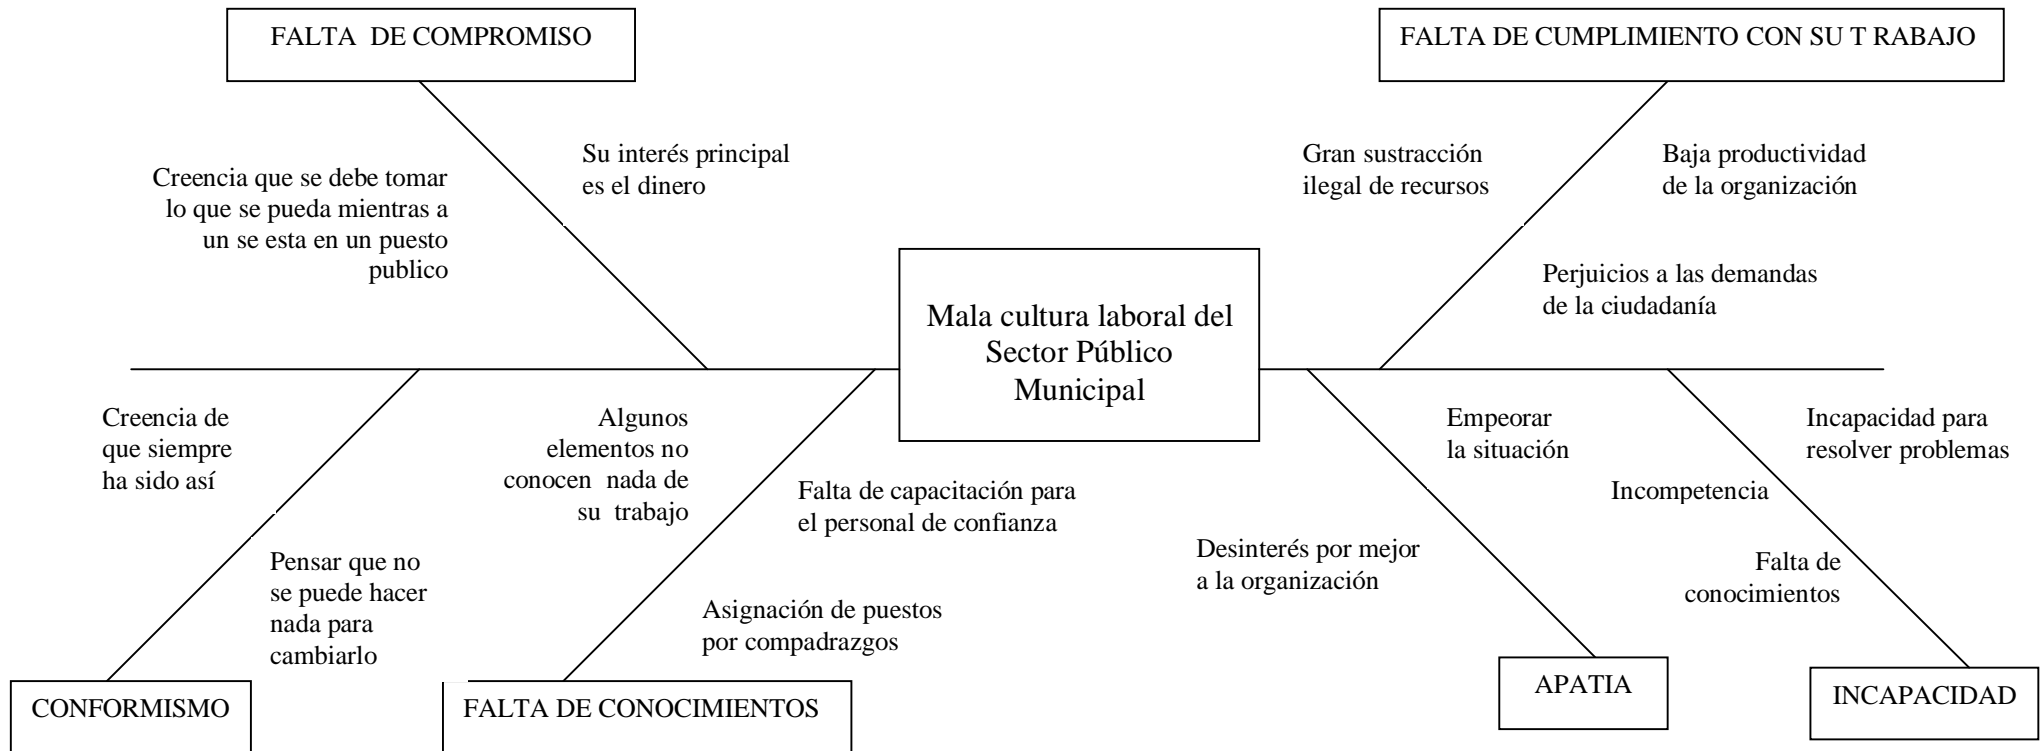 FALTA DE COMPROMISO
FALTA DE CUMPLIMIENTO CON SU T RABAJO
Creencia que se debe tomar
lo que se pueda mientras a
un se esta en un puesto
publico
Su interés principal
es el dinero
Gran sustracción
ilegal de recursos
Baja productividad
de la organización
Perjuicios a las demandas
de la ciudadanía
Mala cultura laboral del
Sector Público
Municipal
Creencia de
que siempre
ha sido así
Pensar que no
se puede hacer
nada para
cambiarlo
Algunos
elementos no
conocen nada de
su trabajo
Falta de capacitación para
el personal de confianza
Asignación de puestos
por compadrazgos
Empeorar
la situación
Desinterés por mejor
a la organización
Incompetencia
Incapacidad para
resolver problemas
Falta de
conocimientos
CONFORMISMO
FALTA DE CONOCIMIENTOS
APATIA
INCAPACIDAD